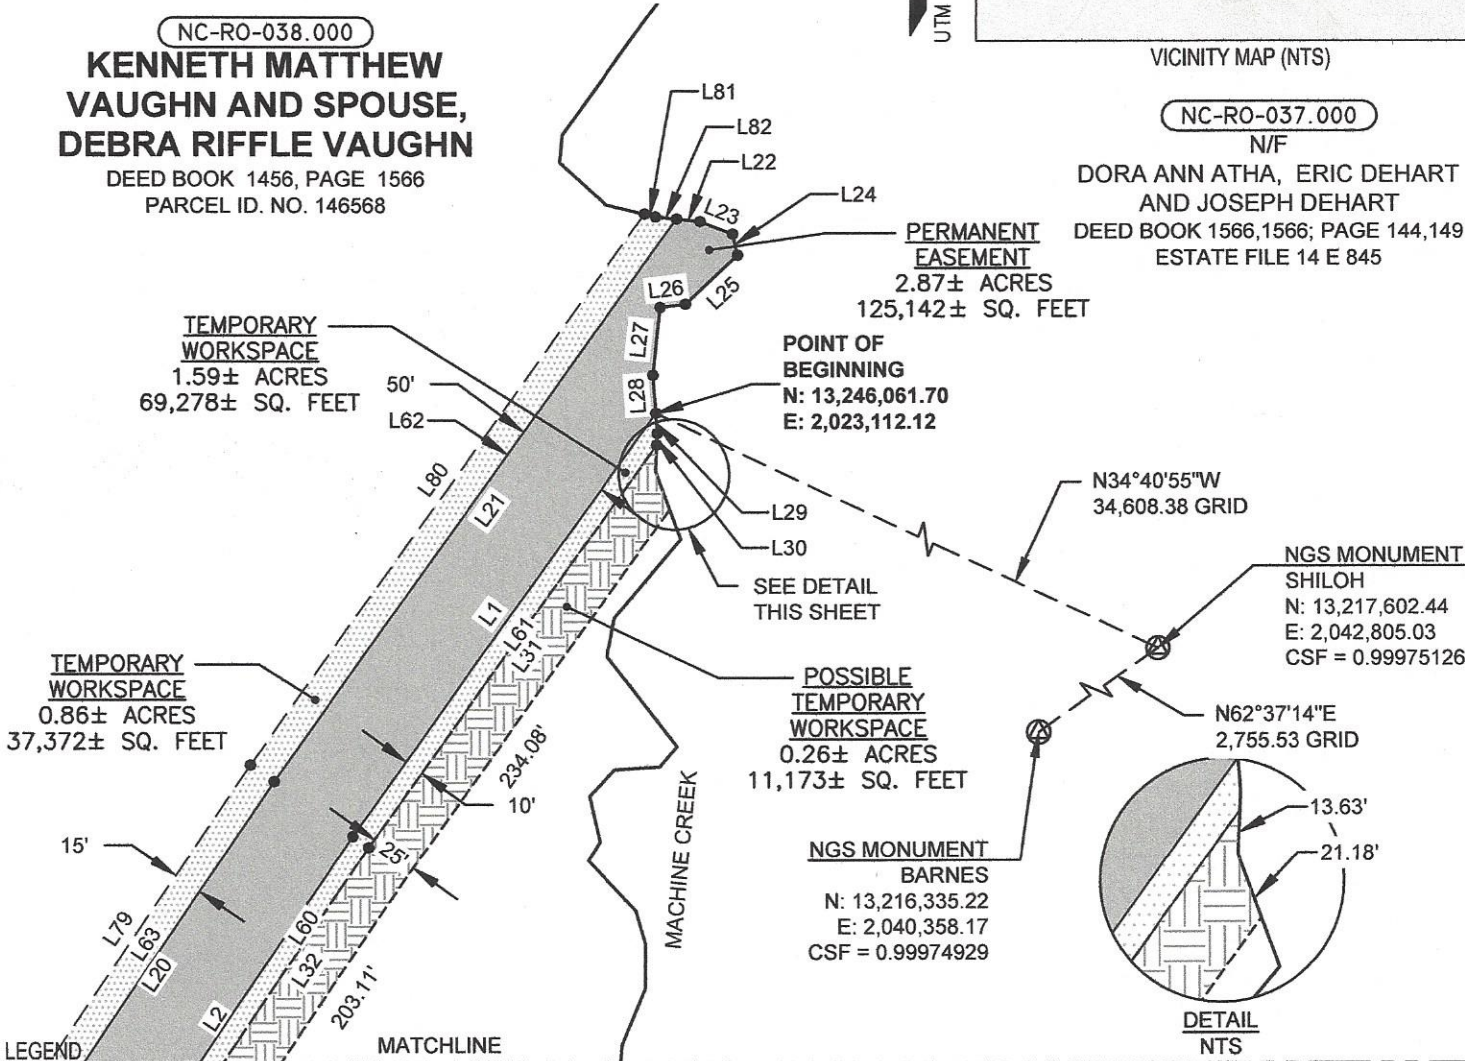 NC-RO-038.000
KENNETH MATTHEW
VAUGHN AND SPOUSE,
DEBRA RIFFLE VAUGHN
DEED BOOK 1456, PAGE 1566
PARCEL ID. NO. 146568
UTM
VICINITY MAP (NTS)
NC-RO-037.000
N/F
DORA ANN ATHA, ERIC DEHART
AND JOSEPH DEHART
DEED BOOK 1566,1566; PAGE 144,149
ESTATE FILE 14 E 845
L81
L82
L22
L23
L24
L25
L26
L27
L28
PERMANENT
EASEMENT
2.87± ACRES
125,142± SQ. FEET
POINT OF
BEGINNING
N: 13,246,061.70
E: 2,023,112.12
TEMPORARY
WORKSPACE
1.59± ACRES
69,278± SQ. FEET
50'
L62
L80
L21
L1
L61
L31
L29
L30
SEE DETAIL
THIS SHEET
N34°40'55"W
34,608.38 GRID
NGS MONUMENT
SHILOH
N: 13,217,602.44
E: 2,042,805.03
CSF = 0.99975126
N62°37'14"E
2,755.53 GRID
TEMPORARY
WORKSPACE
0.86± ACRES
37,372± SQ. FEET
POSSIBLE
TEMPORARY
WORKSPACE
0.26± ACRES
11,173± SQ. FEET
234.08'
10'
25'
15'
MACHINE CREEK
NGS MONUMENT
BARNES
N: 13,216,335.22
E: 2,040,358.17
CSF = 0.99974929
13.63'
21.18'
DETAIL
NTS
L79
L63
L20
L2
L60
L32
203.11'
LEGEND
MATCHLINE